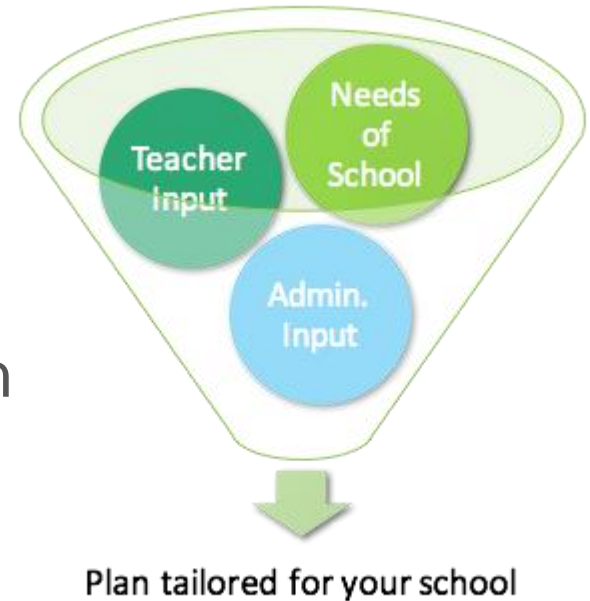 Needs
of
School
Teacher
Input
Admin.
Input
n
Plan tailored for your school